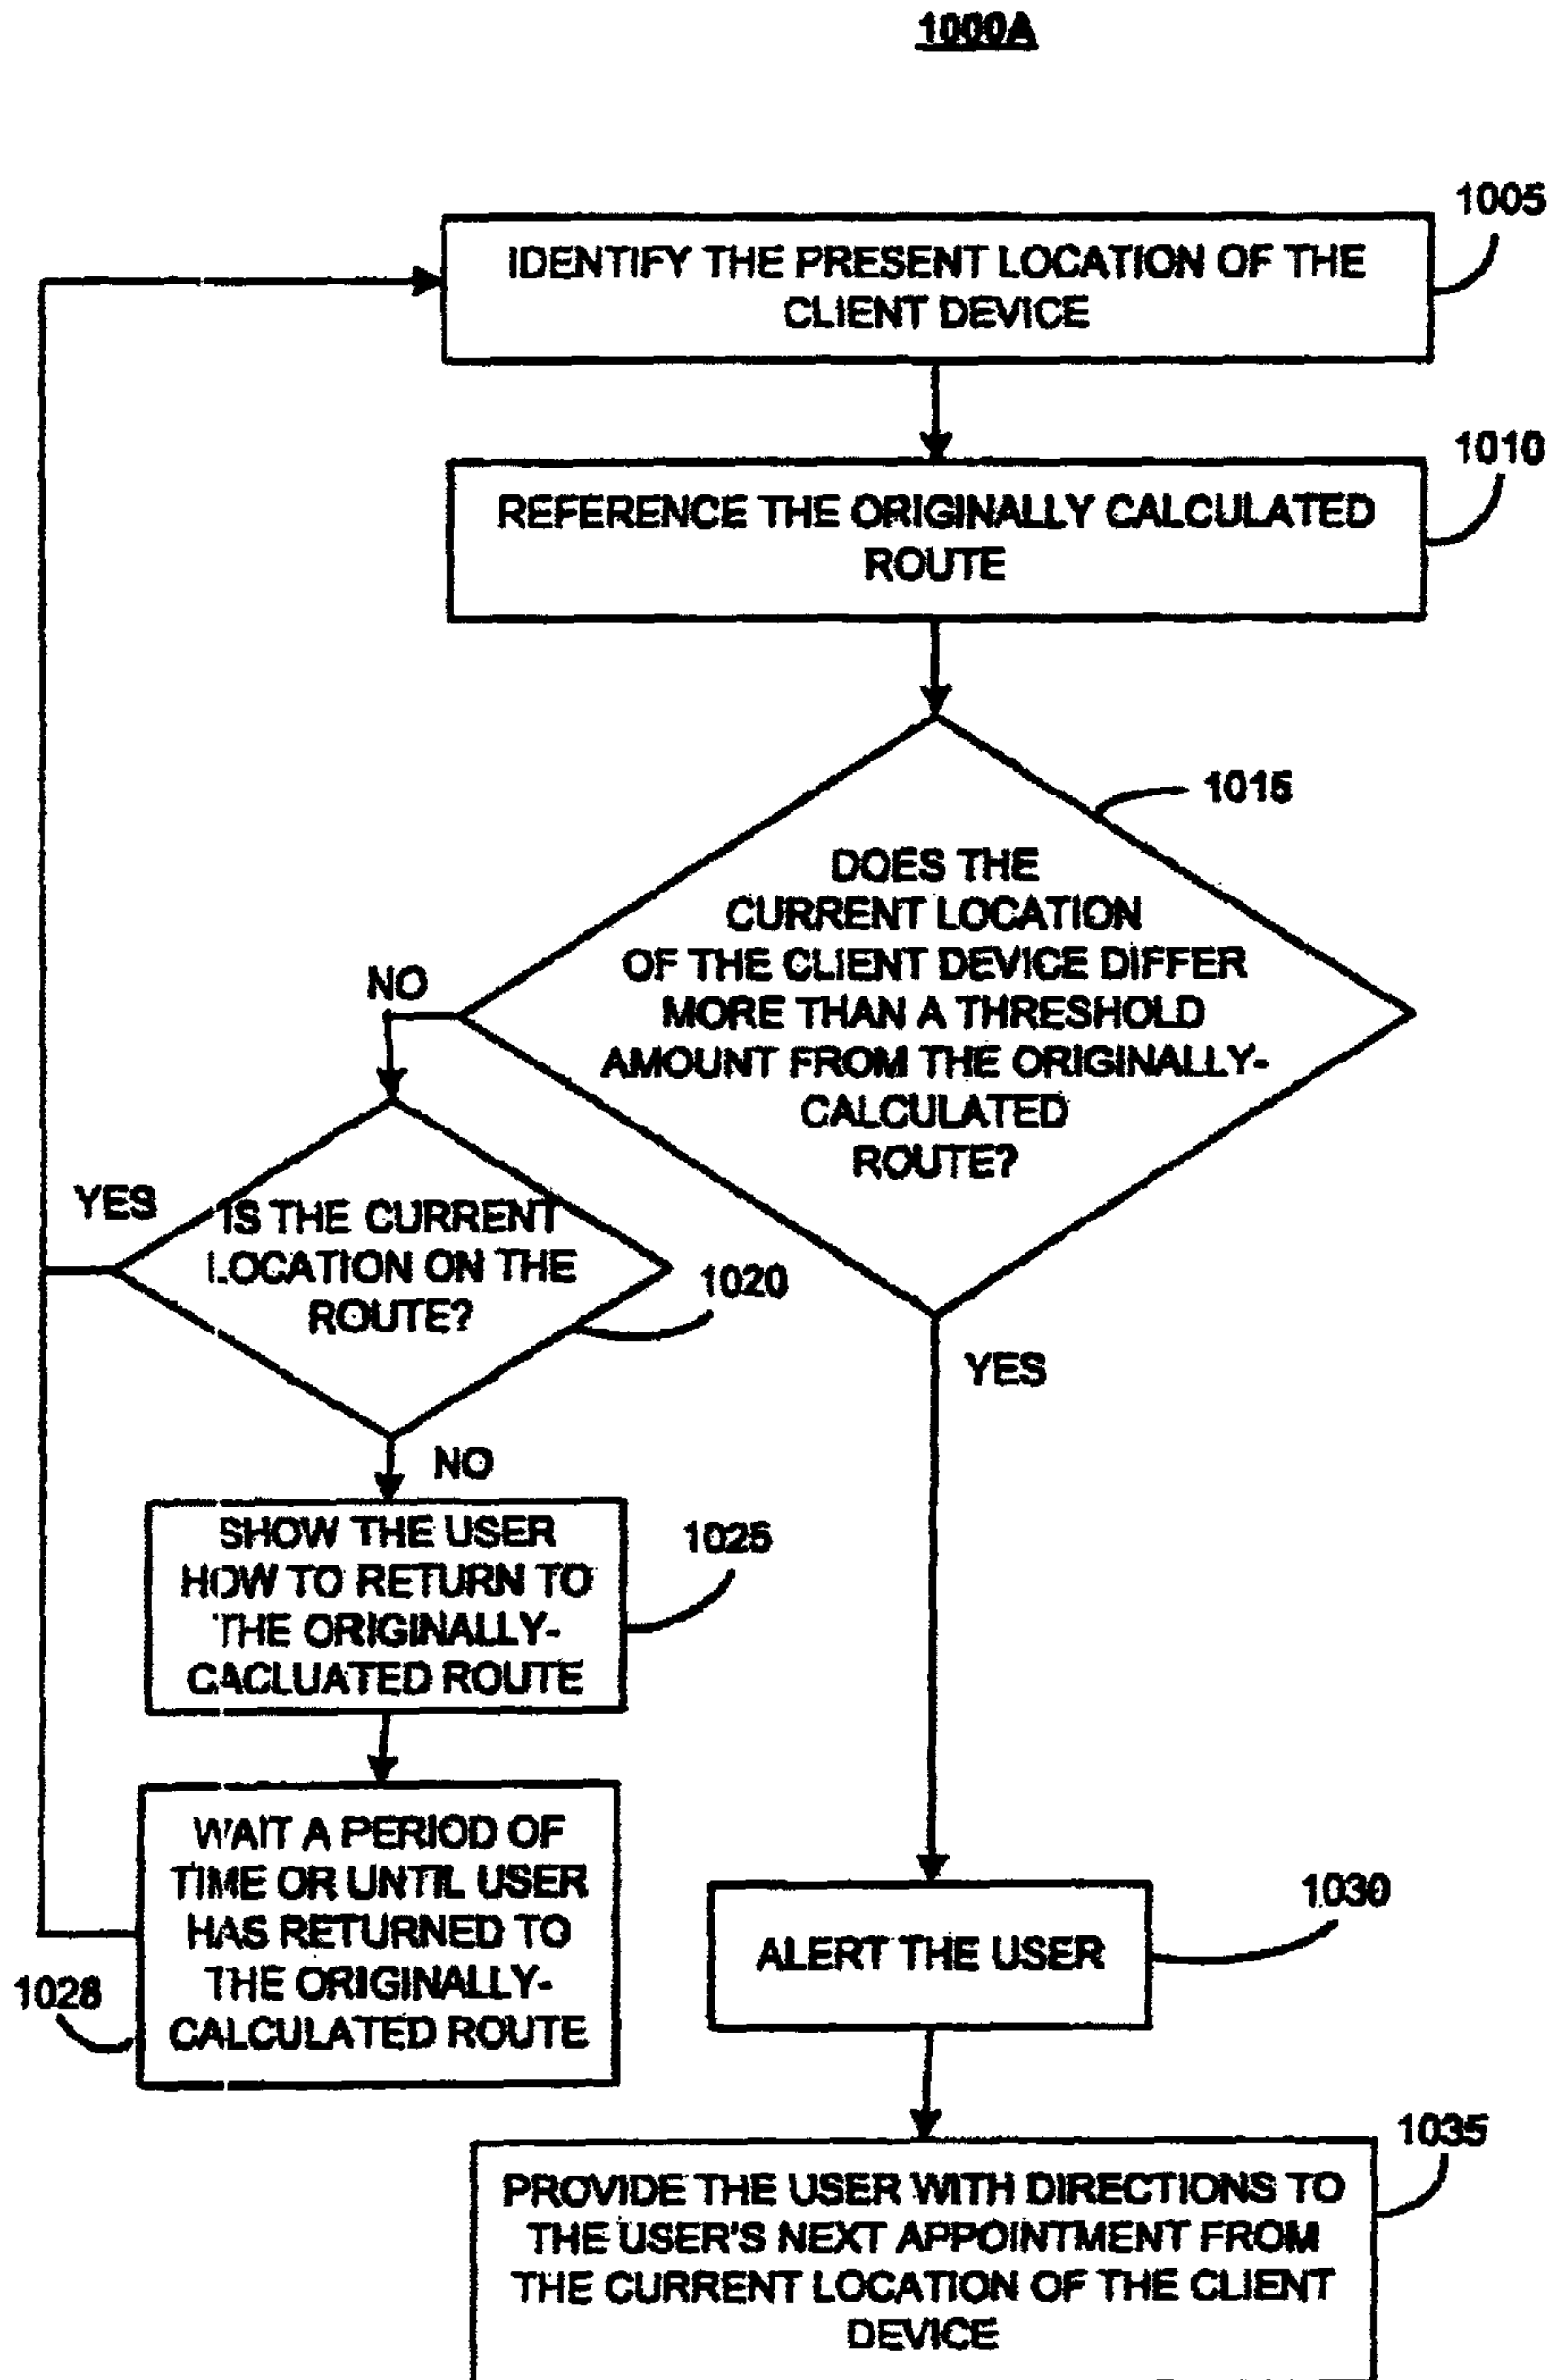 1000A
1005
IDENTIFY THE PRESENT LOCATION OF THE
CLIENT DEVICE
1010
REFERENCE THE ORIGINALLY CALCULATED
ROUTE
1015
DOES THE
CURRENT LOCATION
OF THE CLIENT DEVICE DIFFER
MORE THAN A THRESHOLD
AMOUNT FROM THE ORIGINALLY-
CALCULATED
ROUTE?
NO
YES
IS THE CURRENT
LOCATION ON THE
ROUTE?
1020
YES
NO
SHOW THE USER
HOW TO RETURN TO
THE ORIGINALLY-
CACLUATED ROUTE
1025
WAIT A PERIOD OF
TIME OR UNTIL USER
HAS RETURNED TO
THE ORIGINALLY-
CALCULATED ROUTE
1028
ALERT THE USER
1030
1035
PROVIDE THE USER WITH DIRECTIONS TO
THE USER'S NEXT APPOINTMENT FROM
THE CURRENT LOCATION OF THE CLIENT
DEVICE